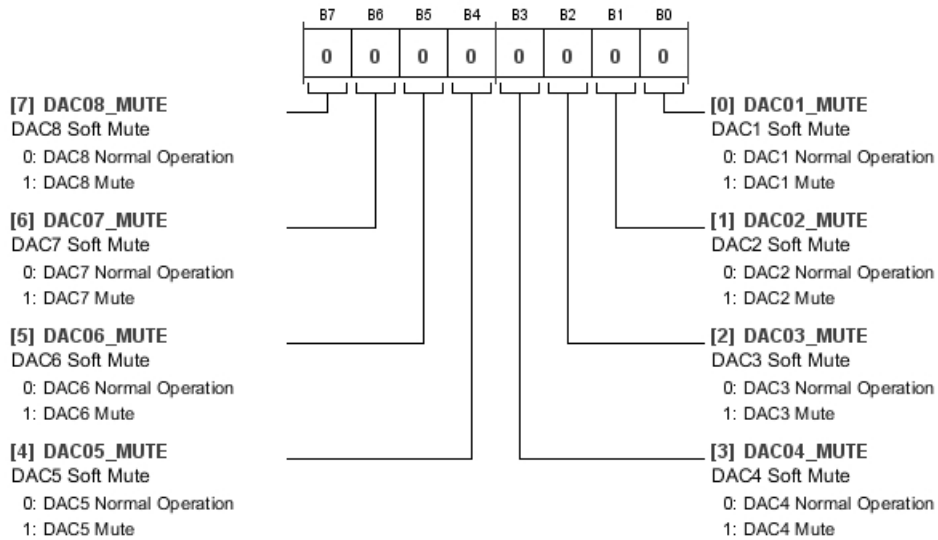 B7 B6 B5 B4 B3 B2 B1 B0
0 0 0 0 0 0 0 0
[7] DAC08_MUTE
DAC8 Soft Mute
0: DAC8 Normal Operation
1: DAC8 Mute
[6] DAC07_MUTE
DAC7 Soft Mute
0: DAC7 Normal Operation
1: DAC7 Mute
[5] DAC06_MUTE
DAC6 Soft Mute
0: DAC6 Normal Operation
1: DAC6 Mute
[4] DAC05_MUTE
DAC5 Soft Mute
0: DAC5 Normal Operation
1: DAC5 Mute
[0] DAC01_MUTE
DAC1 Soft Mute
0: DAC1 Normal Operation
1: DAC1 Mute
[1] DAC02_MUTE
DAC2 Soft Mute
0: DAC2 Normal Operation
1: DAC2 Mute
[2] DAC03_MUTE
DAC3 Soft Mute
0: DAC3 Normal Operation
1: DAC3 Mute
[3] DAC04_MUTE
DAC4 Soft Mute
0: DAC4 Normal Operation
1: DAC4 Mute